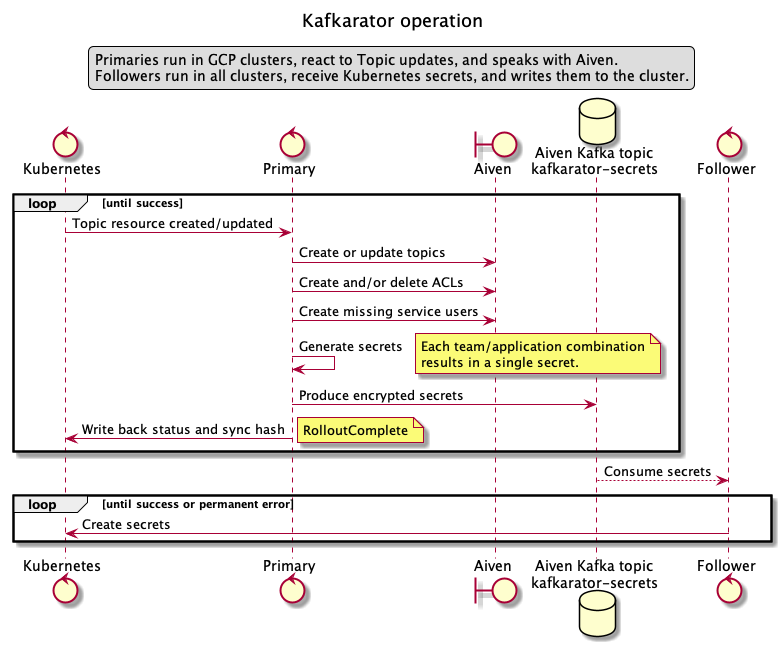 Kafkarator operation
Primaries run in GCP clusters, react to Topic updates, and speaks with Aiven.
Followers run in all clusters, receive Kubernetes secrets, and writes them to the cluster.
Kubernetes
Primary
Aiven
Aiven Kafka topic
kafkarator-secrets
Follower
loop
[until success]
Topic resource created/updated
Create or update topics
Create and/or delete ACLs
Create missing service users
Generate secrets
Each team/application combination
results in a single secret.
Produce encrypted secrets
Write back status and sync hash
RolloutComplete
Consume secrets
loop
[until success or permanent error]
Create secrets
Kubernetes
Primary
Aiven
Aiven Kafka topic
kafkarator-secrets
Follower